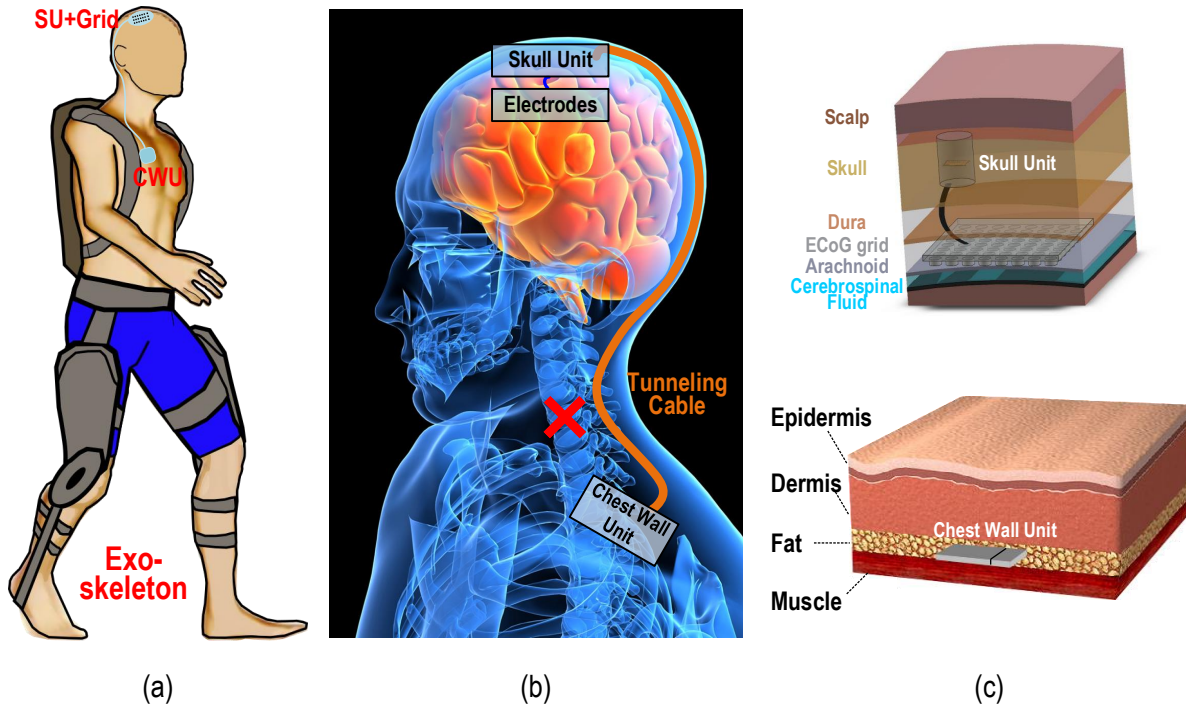 SU+Grid
CWU
Exo-
skeleton
(a)
Skull Unit
Electrodes
Tunneling
Cable
Chest Wall
Unit
(b)
Scalp
Skull
Skull Unit
Dura
ECoG grid
Arachnoid
Cerebrospinal
Fluid
Epidermis
Dermis
Chest Wall Unit
Fat
Muscle
(c)